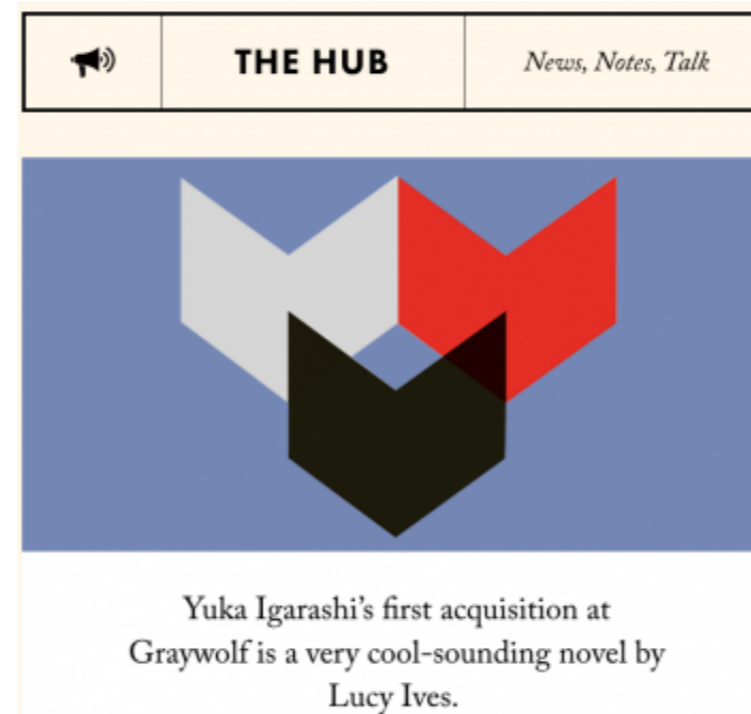 THE HUB
News, Notes, Talk
Yuka Igarashi’s first acquisition at
Graywolf is a very cool-sounding novel by
Lucy Ives.